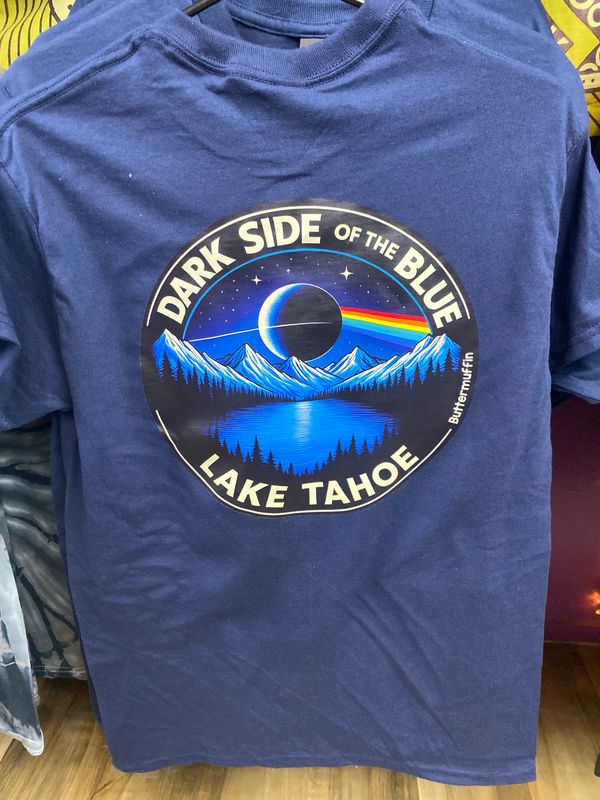 DARK SIDE OF THE BLUE
Buttermuffin
LAKE TAHOE